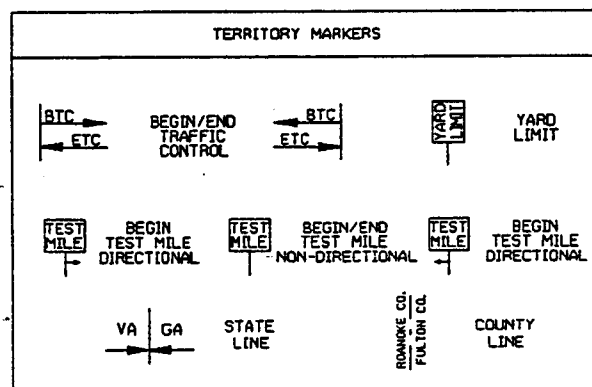 TERRITORY MARKERS
BTC
ETC
BEGIN/END
TRAFFIC
CONTROL
BTC
ETC
YARD
LIMIT
YARD
LIMIT
TEST
MILE
BEGIN
TEST MILE
DIRECTIONAL
TEST
MILE
BEGIN/END
TEST MILE
NON-DIRECTIONAL
TEST
MILE
BEGIN
TEST MILE
DIRECTIONAL
VA GA
STATE
LINE
ROANOKE CO.
FULTON CO.
COUNTY
LINE